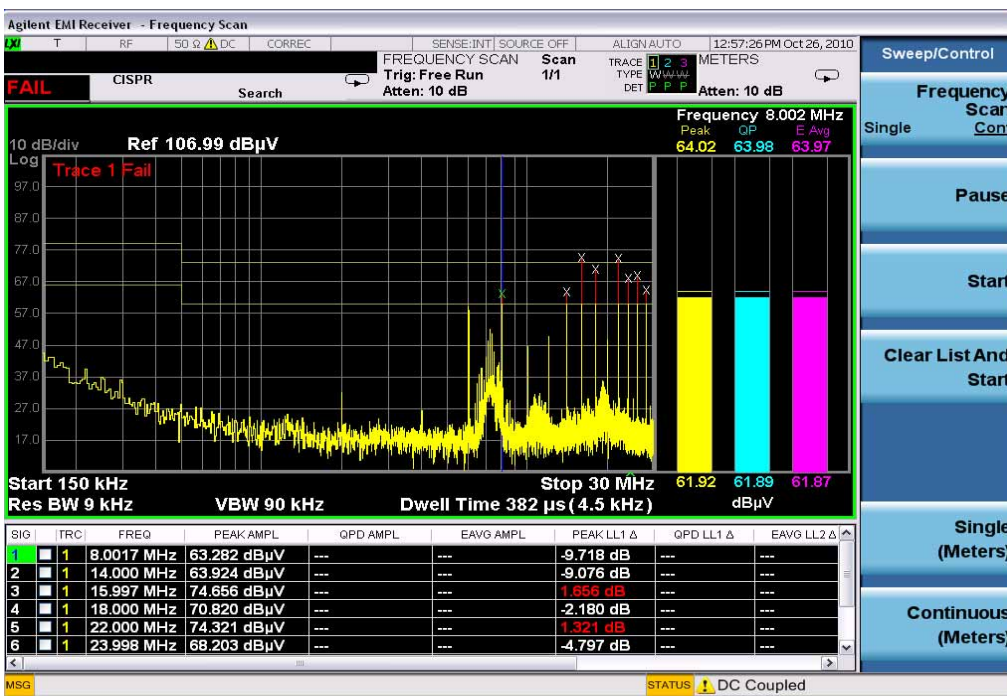 Agilent EMI Receiver - Frequency Scan
LXI T RF 50 Ω DC CORREC SENSE:INT SOURCE OFF ALIGN AUTO 12:57:26 PM Oct 26, 2010
FREQUENCY SCAN Scan TRACE 1 2 3 METERS
FAIL CISPR Trig: Free Run 1/1 TYPE W W W
Search Atten: 10 dB DET P P P Atten: 10 dB
Frequency 8.002 MHz
Peak QP E Avg
10 dB/div Ref 106.99 dBµV 64.02 63.98 63.97
Log
Trace 1 Fail
97.0
87.0
77.0
67.0
57.0
47.0
37.0
27.0
17.0
Start 150 kHz Stop 30 MHz 61.92 61.89 61.87
Res BW 9 kHz VBW 90 kHz Dwell Time 382 µs (4.5 kHz) dBµV
SIG TRC FREQ PEAK AMPL QPD AMPL EAVG AMPL PEAK LL1 Δ QPD LL1 Δ EAVG LL2 Δ
1 1 8.0017 MHz 63.282 dBµV --- --- -9.718 dB --- ---
2 1 14.000 MHz 63.924 dBµV --- --- -9.076 dB --- ---
3 1 15.997 MHz 74.656 dBµV --- --- 1.656 dB --- ---
4 1 18.000 MHz 70.820 dBµV --- --- -2.180 dB --- ---
5 1 22.000 MHz 74.321 dBµV --- --- 1.321 dB --- ---
6 1 23.998 MHz 68.203 dBµV --- --- -4.797 dB --- ---
MSG STATUS DC Coupled
Sweep/Control
Frequency
Scan
Single Cont
Pause
Start
Clear List And
Start
Single
(Meters)
Continuous
(Meters)